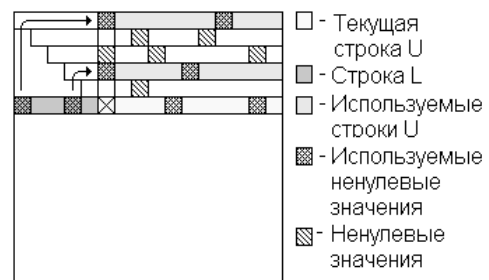 - Текущая
строка U
- Строка L
- Используемые
строки U
- Используемые
ненулевые
значения
- Ненулевые
значения